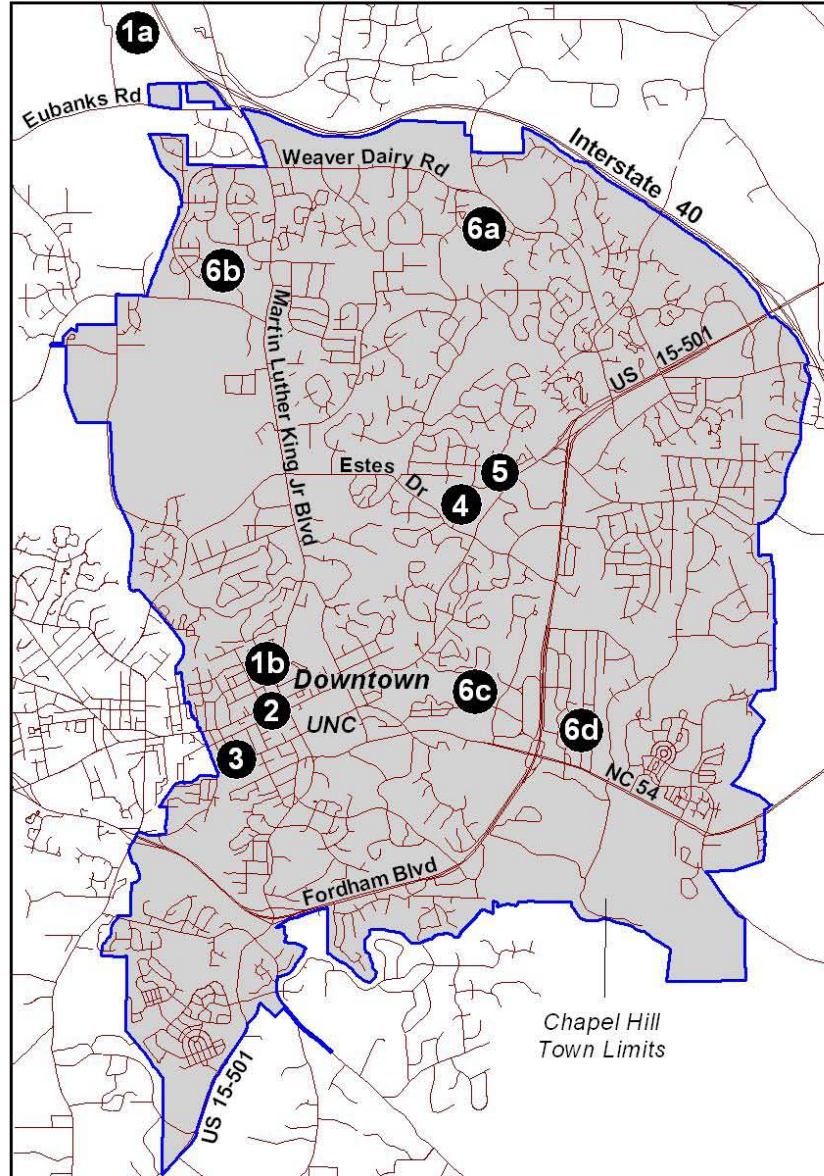 1a
Eubanks Rd
Weaver Dairy Rd
Interstate 40
6a
6b
Martin Luther King Jr Blvd
US 15-501
Estes Dr
5
4
1b
Downtown
6c
2
UNC
6d
3
NC 54
Fordham Blvd
Chapel Hill
Town Limits
US 15-501